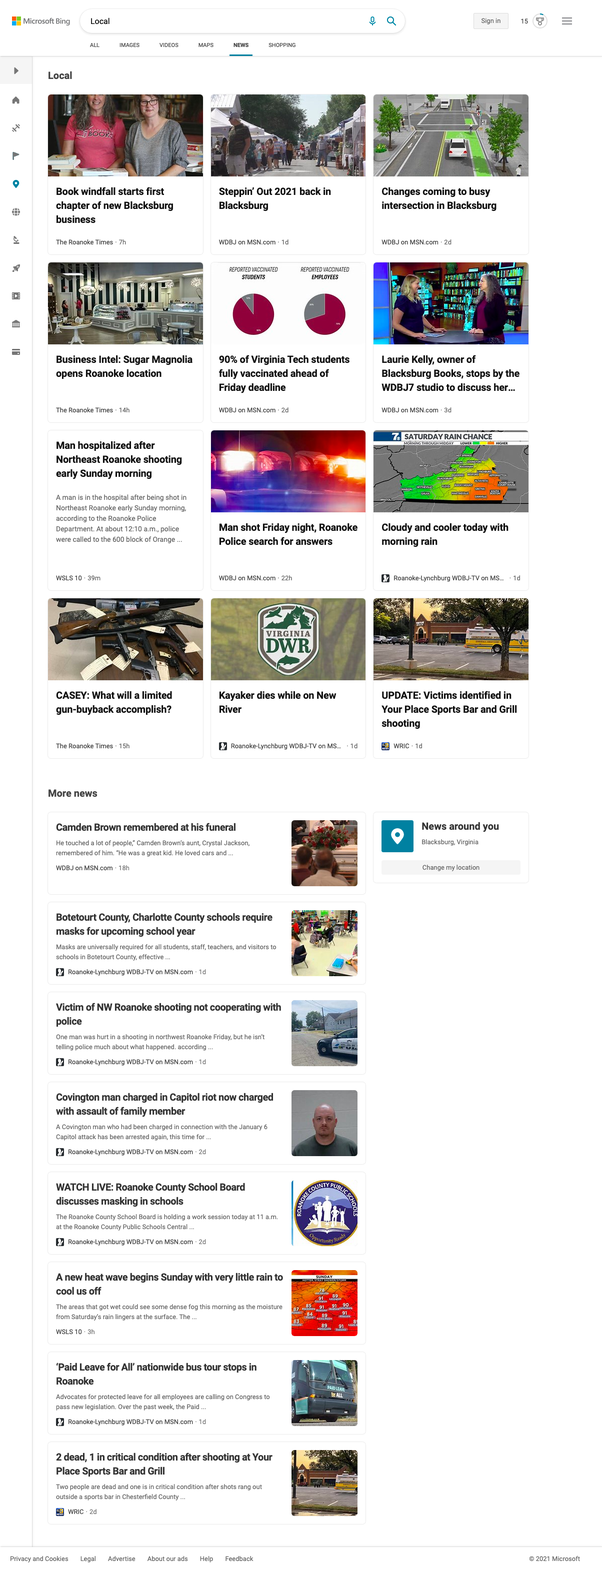 Microsoft Bing
Local
Sign in
15
ALL IMAGES VIDEOS MAPS NEWS SHOPPING
Local
Book windfall starts first
chapter of new Blacksburg
business
The Roanoke Times · 7h
Steppin' Out 2021 back in
Blacksburg
WDBJ on MSN.com · 1d
Changes coming to busy
intersection in Blacksburg
WDBJ on MSN.com · 2d
Business Intel: Sugar Magnolia
opens Roanoke location
The Roanoke Times · 14h
REPORTED VACCINATED
STUDENTS
REPORTED VACCINATED
EMPLOYEES
90% of Virginia Tech students
fully vaccinated ahead of
Friday deadline
WDBJ on MSN.com · 2d
Laurie Kelly, owner of
Blacksburg Books, stops by the
WDBJ7 studio to discuss her...
WDBJ on MSN.com · 3d
Man hospitalized after
Northeast Roanoke shooting
early Sunday morning
A man is in the hospital after being shot in
Northeast Roanoke early Sunday morning,
according to the Roanoke Police
Department. At about 12:10 a.m., police
were called to the 600 block of Orange ...
WSLS 10 · 39m
Man shot Friday night, Roanoke
Police search for answers
WDBJ on MSN.com · 22h
7 SATURDAY RAIN CHANCE
LOWER HIGHER
Cloudy and cooler today with
morning rain
Roanoke-Lynchburg WDBJ-TV on MS... · 1d
CASEY: What will a limited
gun-buyback accomplish?
The Roanoke Times · 15h
VIRGINIA
DWR
Kayaker dies while on New
River
Roanoke-Lynchburg WDBJ-TV on MS... · 1d
UPDATE: Victims identified in
Your Place Sports Bar and Grill
shooting
WRIC · 1d
More news
Camden Brown remembered at his funeral
He touched a lot of people," Camden Brown's aunt, Crystal Jackson,
remembered of him. "He was a great kid. He loved cars and ...
WDBJ on MSN.com · 18h
News around you
Blacksburg, Virginia
Change my location
Botetourt County, Charlotte County schools require
masks for upcoming school year
Masks are universally required for all students, staff, teachers, and visitors to
schools in Botetourt County, effective ...
Roanoke-Lynchburg WDBJ-TV on MSN.com · 1d
Victim of NW Roanoke shooting not cooperating with
police
One man was hurt in a shooting in northwest Roanoke Friday, but he isn't
telling police much about what happened. according ...
Roanoke-Lynchburg WDBJ-TV on MSN.com · 1d
Covington man charged in Capitol riot now charged
with assault of family member
A Covington man who had been charged in connection with the January 6
Capitol attack has been arrested again, this time for ...
Roanoke-Lynchburg WDBJ-TV on MSN.com · 2d
WATCH LIVE: Roanoke County School Board
discusses masking in schools
The Roanoke County School Board is holding a work session today at 11 a.m.
at the Roanoke County Public Schools Central ...
Roanoke-Lynchburg WDBJ-TV on MSN.com · 2d
ROANOKE COUNTY PUBLIC SCHOOLS
A new heat wave begins Sunday with very little rain to
cool us off
The areas that got wet could see some dense fog this morning as the moisture
from Saturday's rain lingers at the surface. The ...
WSLS 10 · 3h
SUNDAY
'Paid Leave for All' nationwide bus tour stops in
Roanoke
Advocates for protected leave for all employees are calling on Congress to
pass new legislation. Over the past week, the Paid ...
Roanoke-Lynchburg WDBJ-TV on MSN.com · 1d
2 dead, 1 in critical condition after shooting at Your
Place Sports Bar and Grill
Two people are dead and one is in critical condition after shots rang out
outside a sports bar in Chesterfield County ...
WRIC · 2d
Privacy and Cookies Legal Advertise About our ads Help Feedback © 2021 Microsoft